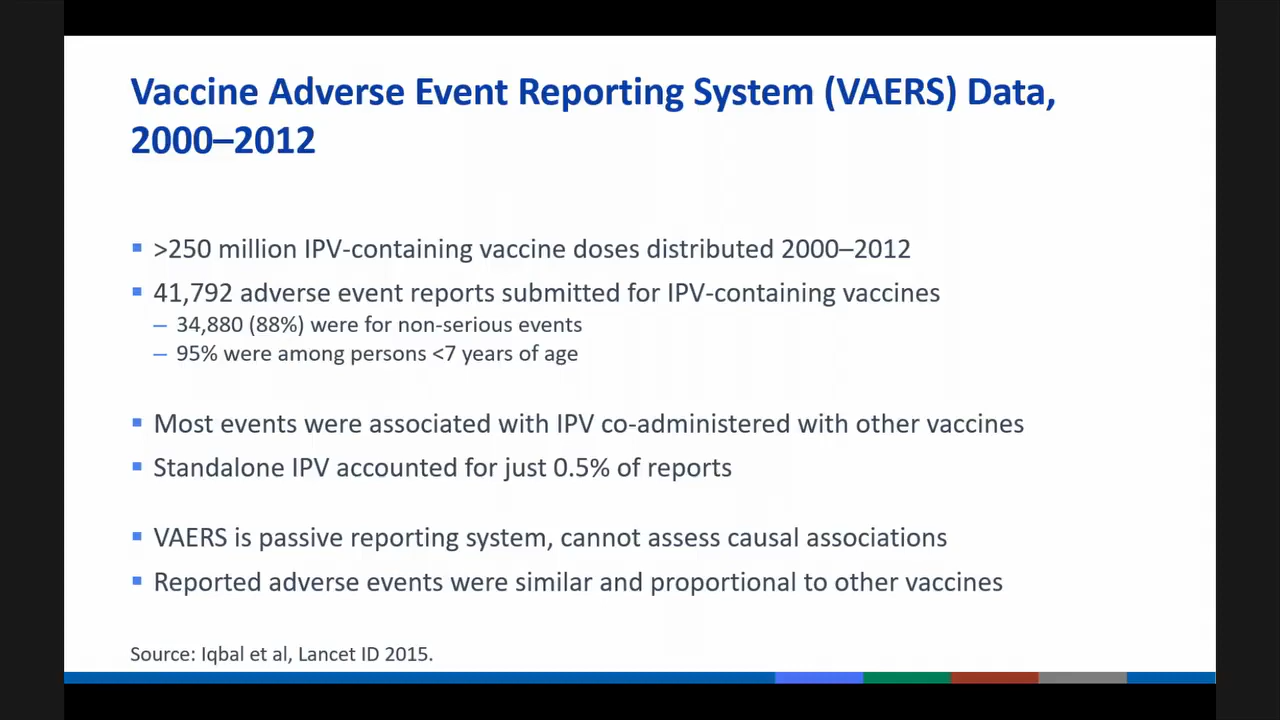 Vaccine Adverse Event Reporting System (VAERS) Data,
2000–2012
>250 million IPV-containing vaccine doses distributed 2000–2012
41,792 adverse event reports submitted for IPV-containing vaccines
– 34,880 (88%) were for non-serious events
– 95% were among persons <7 years of age
Most events were associated with IPV co-administered with other vaccines
Standalone IPV accounted for just 0.5% of reports
VAERS is passive reporting system, cannot assess causal associations
Reported adverse events were similar and proportional to other vaccines
Source: Iqbal et al, Lancet ID 2015.